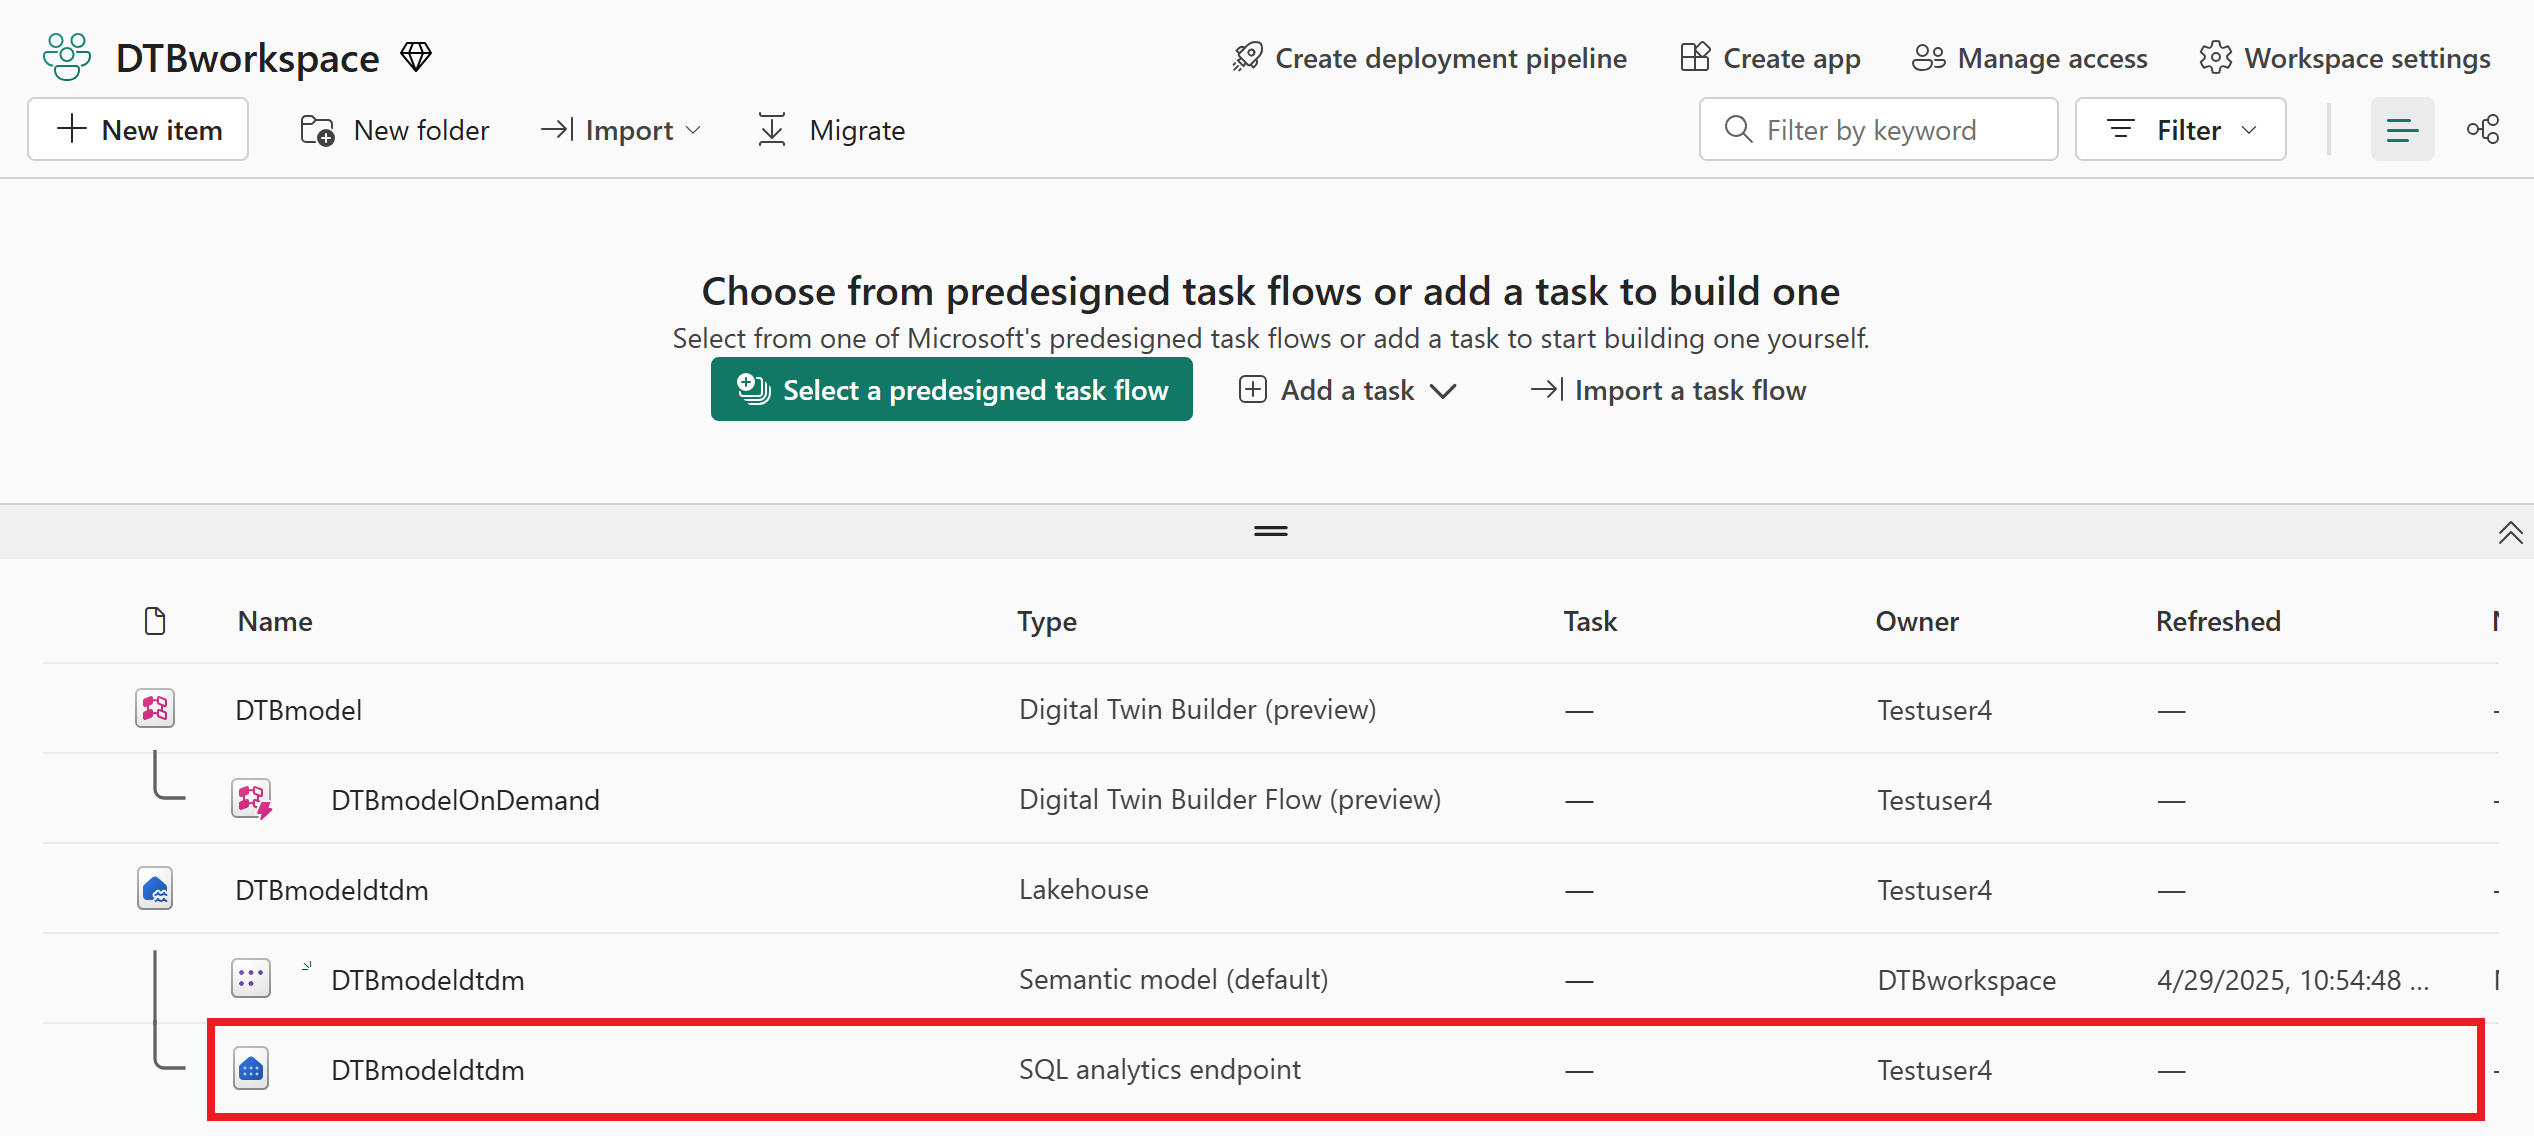 DTBworkspace
Create deployment pipeline Create app Manage access Workspace settings
New item New folder Import Migrate Filter by keyword Filter
Choose from predesigned task flows or add a task to build one
Select from one of Microsoft's predesigned task flows or add a task to start building one yourself.
Select a predesigned task flow Add a task Import a task flow
Name Type Task Owner Refreshed
DTBmodel Digital Twin Builder (preview) — Testuser4 —
DTBmodelOnDemand Digital Twin Builder Flow (preview) — Testuser4 —
DTBmodeldtdm Lakehouse — Testuser4 —
DTBmodeldtdm Semantic model (default) — DTBworkspace 4/29/2025, 10:54:48 ...
DTBmodeldtdm SQL analytics endpoint — Testuser4 —